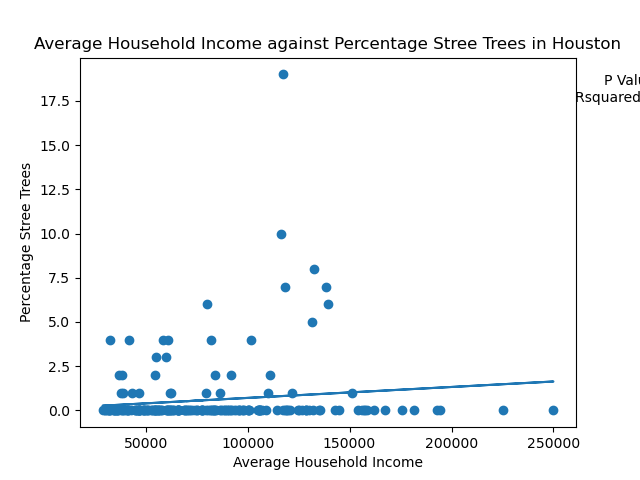 Average Household Income against Percentage Stree Trees in Houston
P Valu
Rsquared
17.5
15.0
12.5
10.0
7.5
5.0
2.5
0.0
Percentage Stree Trees
50000 100000 150000 200000 250000
Average Household Income